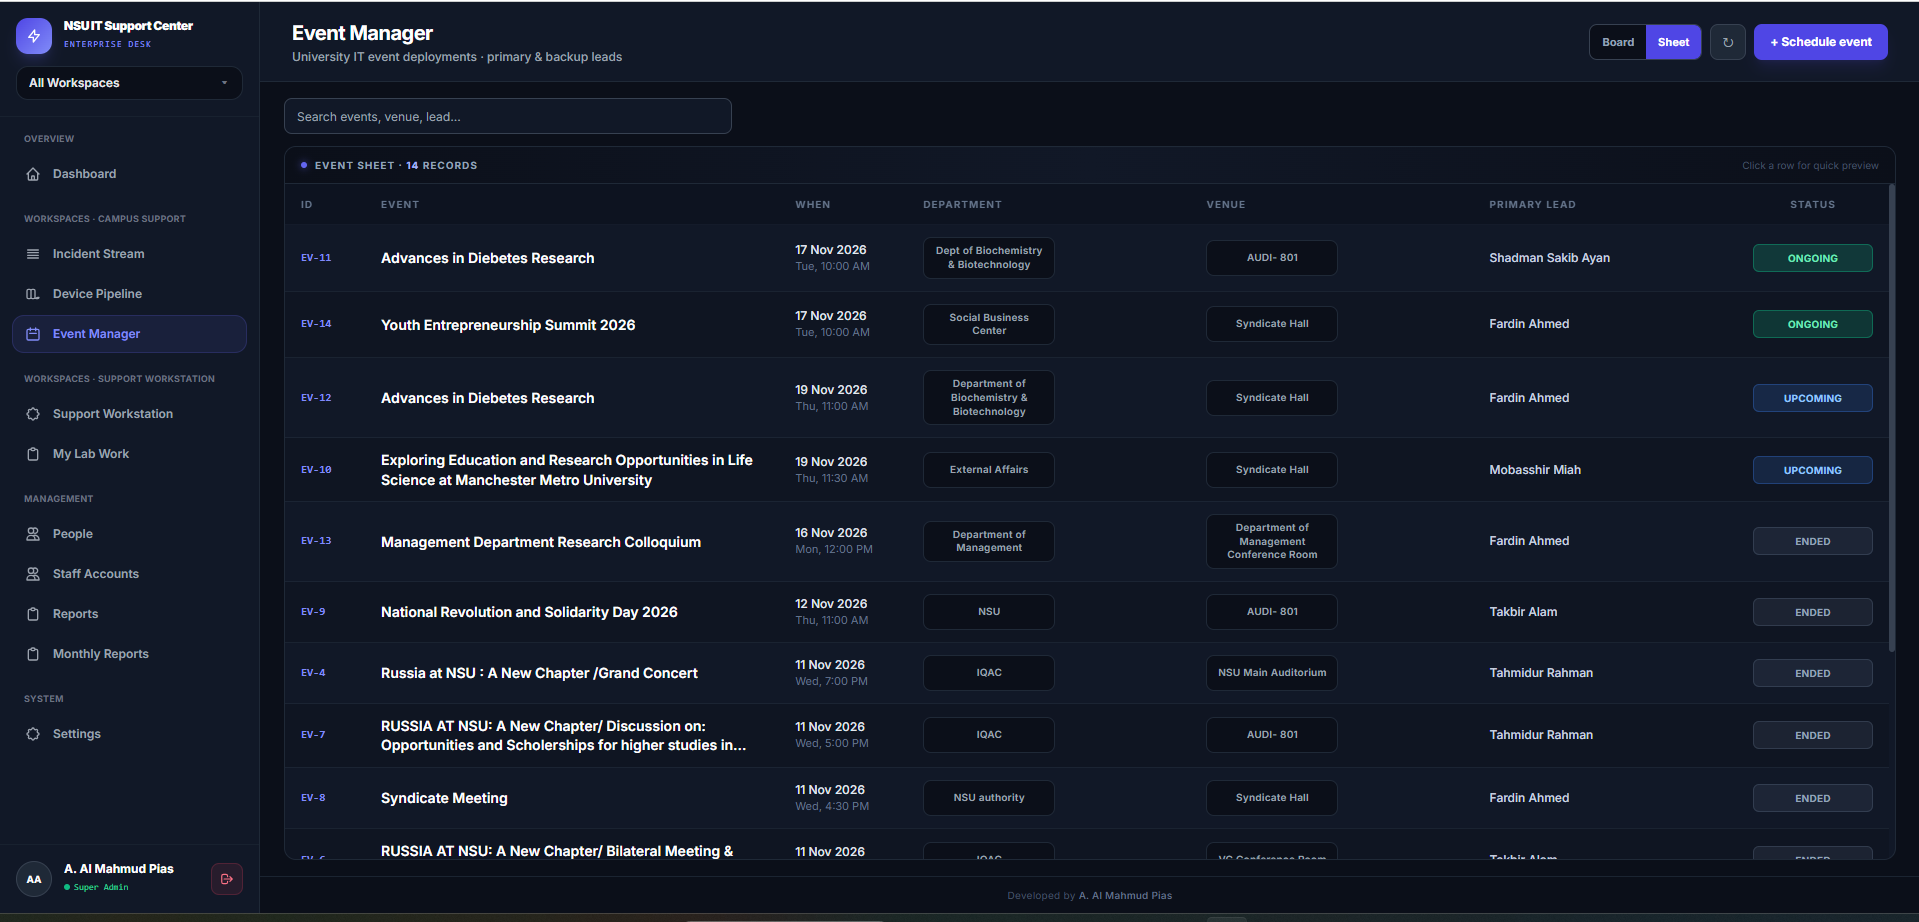 NSU IT Support Center
ENTERPRISE DESK
All Workspaces
OVERVIEW
Dashboard
WORKSPACES · CAMPUS SUPPORT
Incident Stream
Device Pipeline
Event Manager
WORKSPACES · SUPPORT WORKSTATION
Support Workstation
My Lab Work
MANAGEMENT
People
Staff Accounts
Reports
Monthly Reports
SYSTEM
Settings
AA
A. Al Mahmud Pias
Super Admin
Event Manager
University IT event deployments · primary & backup leads
Board
Sheet
+ Schedule event
Search events, venue, lead...
EVENT SHEET · 14 RECORDS
Click a row for quick preview
ID EVENT WHEN DEPARTMENT VENUE PRIMARY LEAD STATUS
EV-11
Advances in Diebetes Research
17 Nov 2026
Tue, 10:00 AM
Dept of Biochemistry
& Biotechnology
AUDI- 801
Shadman Sakib Ayan
ONGOING
EV-14
Youth Entrepreneurship Summit 2026
17 Nov 2026
Tue, 10:00 AM
Social Business
Center
Syndicate Hall
Fardin Ahmed
ONGOING
EV-12
Advances in Diebetes Research
19 Nov 2026
Thu, 11:00 AM
Department of
Biochemistry &
Biotechnology
Syndicate Hall
Fardin Ahmed
UPCOMING
EV-10
Exploring Education and Research Opportunities in Life
Science at Manchester Metro University
19 Nov 2026
Thu, 11:30 AM
External Affairs
Syndicate Hall
Mobasshir Miah
UPCOMING
EV-13
Management Department Research Colloquium
16 Nov 2026
Mon, 12:00 PM
Department of
Management
Department of
Management
Conference Room
Fardin Ahmed
ENDED
EV-9
National Revolution and Solidarity Day 2026
12 Nov 2026
Thu, 11:00 AM
NSU
AUDI- 801
Takbir Alam
ENDED
EV-4
Russia at NSU : A New Chapter /Grand Concert
11 Nov 2026
Wed, 7:00 PM
IQAC
NSU Main Auditorium
Tahmidur Rahman
ENDED
EV-7
RUSSIA AT NSU: A New Chapter/ Discussion on:
Opportunities and Scholerships for higher studies in...
11 Nov 2026
Wed, 5:00 PM
IQAC
AUDI- 801
Tahmidur Rahman
ENDED
EV-8
Syndicate Meeting
11 Nov 2026
Wed, 4:30 PM
NSU authority
Syndicate Hall
Fardin Ahmed
ENDED
RUSSIA AT NSU: A New Chapter/ Bilateral Meeting &
11 Nov 2026
IQAC
VC Conference Room
Takbir Alam
ENDED
Developed by A. Al Mahmud Pias